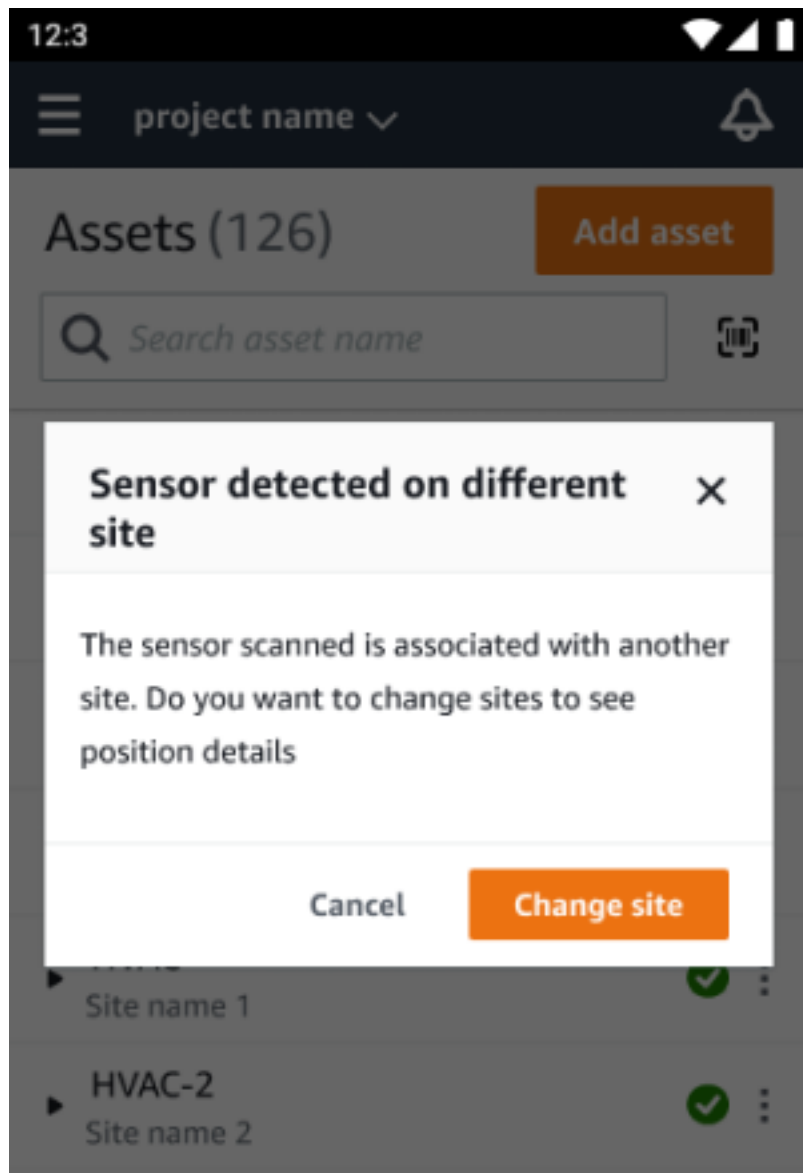 12:3
project name
Assets (126)
Add asset
Search asset name
Sensor detected on different
site
The sensor scanned is associated with another
site. Do you want to change sites to see
position details
Cancel
Change site
Site name 1
HVAC-2
Site name 2